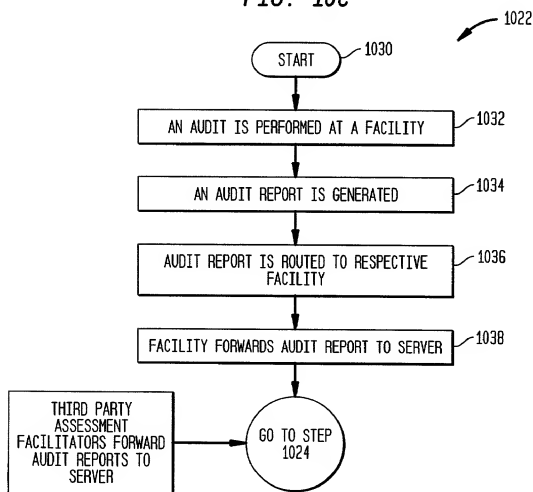 FIG. 10C
1022
START
1030
AN AUDIT IS PERFORMED AT A FACILITY
1032
AN AUDIT REPORT IS GENERATED
1034
AUDIT REPORT IS ROUTED TO RESPECTIVE
FACILITY
1036
FACILITY FORWARDS AUDIT REPORT TO SERVER
1038
THIRD PARTY
ASSESSMENT
FACILITATORS FORWARD
AUDIT REPORTS TO
SERVER
GO TO STEP
1024